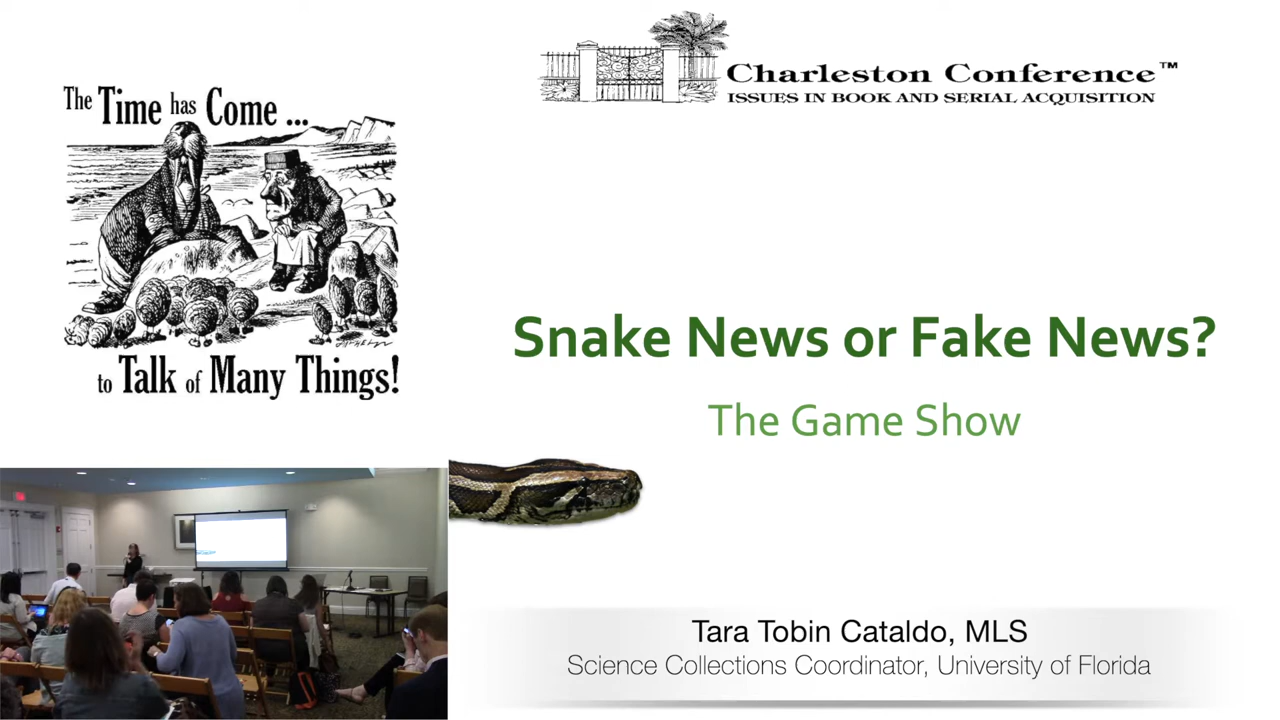 The Time has Come ...
to Talk of Many Things!
Charleston Conference™
ISSUES IN BOOK AND SERIAL ACQUISITION
Snake News or Fake News?
The Game Show
Tara Tobin Cataldo, MLS
Science Collections Coordinator, University of Florida